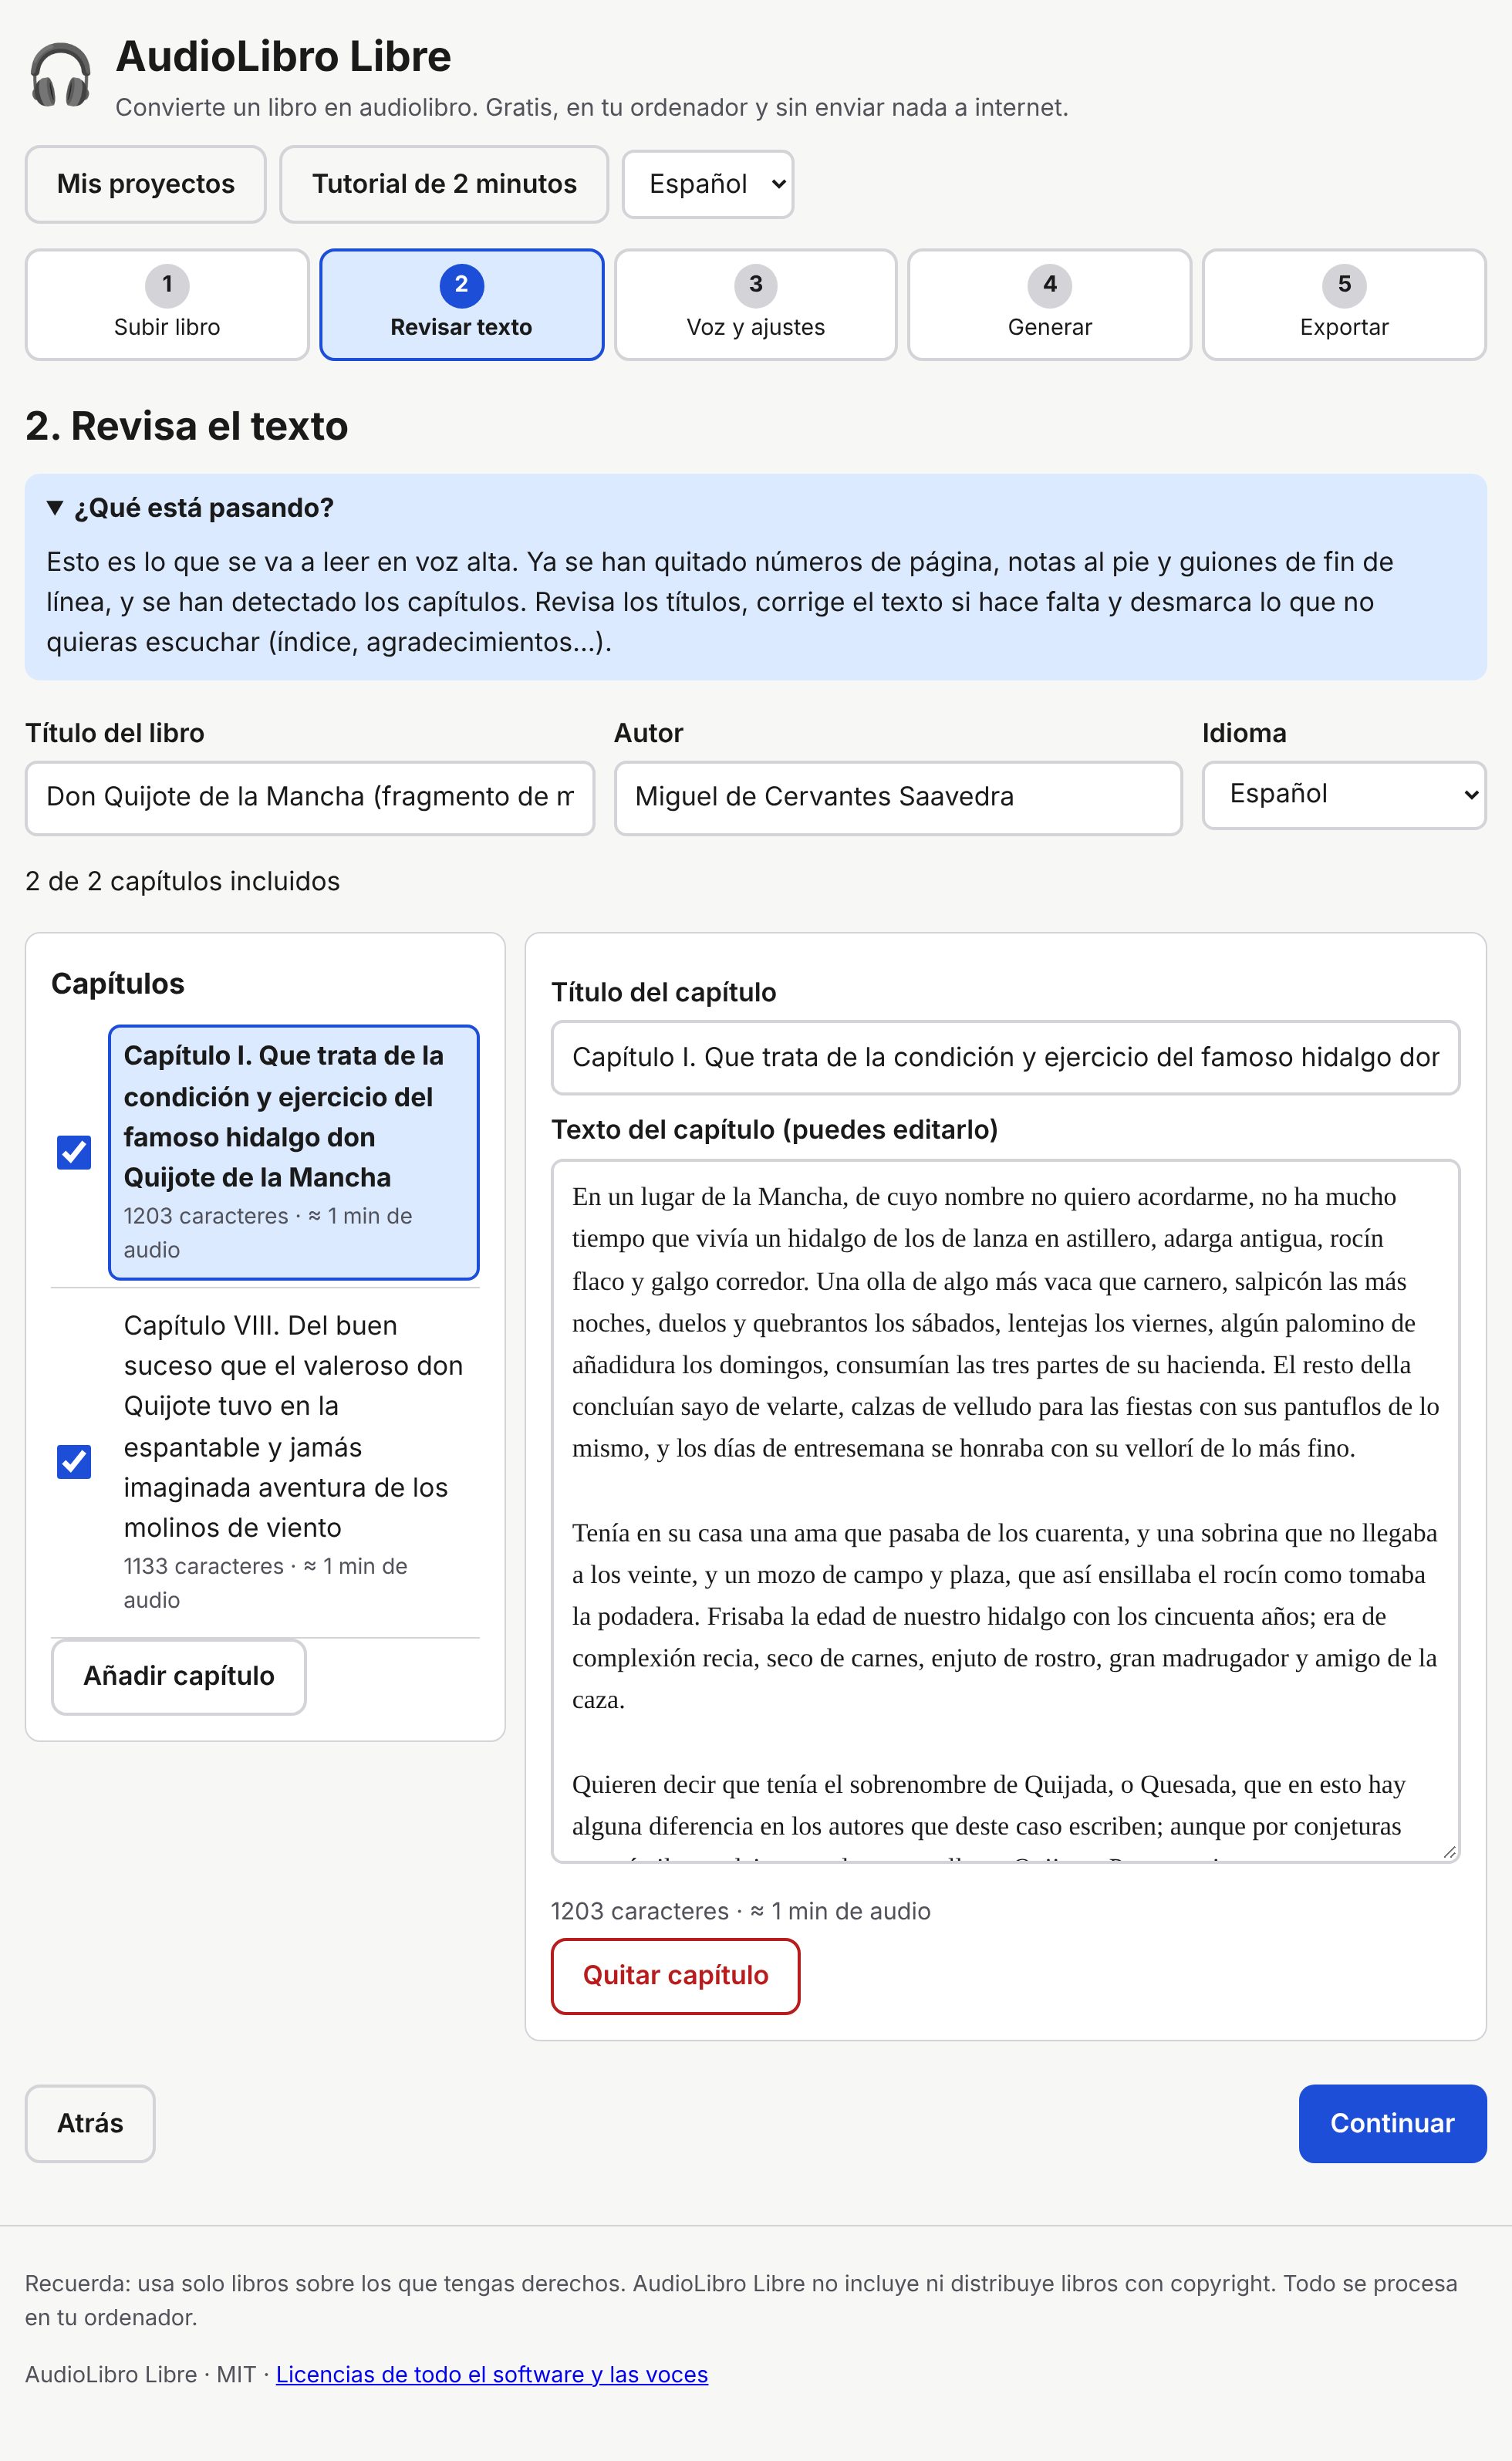 AudioLibro Libre
Convierte un libro en audiolibro. Gratis, en tu ordenador y sin enviar nada a internet.
Mis proyectos
Tutorial de 2 minutos
Español
1
Subir libro
2
Revisar texto
3
Voz y ajustes
4
Generar
5
Exportar
2. Revisa el texto
▼ ¿Qué está pasando?
Esto es lo que se va a leer en voz alta. Ya se han quitado números de página, notas al pie y guiones de fin de
línea, y se han detectado los capítulos. Revisa los títulos, corrige el texto si hace falta y desmarca lo que no
quieras escuchar (índice, agradecimientos...).
Título del libro
Don Quijote de la Mancha (fragmento de
Autor
Miguel de Cervantes Saavedra
Idioma
Español
2 de 2 capítulos incluidos
Capítulos
Capítulo I. Que trata de la
condición y ejercicio del
famoso hidalgo don
Quijote de la Mancha
1203 caracteres · ≈ 1 min de
audio
Capítulo VIII. Del buen
suceso que el valeroso don
Quijote tuvo en la
espantable y jamás
imaginada aventura de los
molinos de viento
1133 caracteres · ≈ 1 min de
audio
Añadir capítulo
Título del capítulo
Capítulo I. Que trata de la condición y ejercicio del famoso hidalgo
Texto del capítulo (puedes editarlo)
En un lugar de la Mancha, de cuyo nombre no quiero acordarme, no ha mucho
tiempo que vivía un hidalgo de los de lanza en astillero, adarga antigua, rocín
flaco y galgo corredor. Una olla de algo más vaca que carnero, salpicón las más
noches, duelos y quebrantos los sábados, lentejas los viernes, algún palomino de
añadidura los domingos, consumían las tres partes de su hacienda. El resto della
concluían sayo de velarte, calzas de velludo para las fiestas con sus pantuflos de lo
mismo, y los días de entresemana se honraba con su vellorí de lo más fino.
Tenía en su casa una ama que pasaba de los cuarenta, y una sobrina que no llegaba
a los veinte, y un mozo de campo y plaza, que así ensillaba el rocín como tomaba
la podadera. Frisaba la edad de nuestro hidalgo con los cincuenta años; era de
complexión recia, seco de carnes, enjuto de rostro, gran madrugador y amigo de la
caza.
Quieren decir que tenía el sobrenombre de Quijada, o Quesada, que en esto hay
alguna diferencia en los autores que deste caso escriben; aunque por conjeturas
1203 caracteres · ≈ 1 min de audio
Quitar capítulo
Atrás
Continuar
Recuerda: usa solo libros sobre los que tengas derechos. AudioLibro Libre no incluye ni distribuye libros con copyright. Todo se procesa
en tu ordenador.
AudioLibro Libre · MIT · Licencias de todo el software y las voces